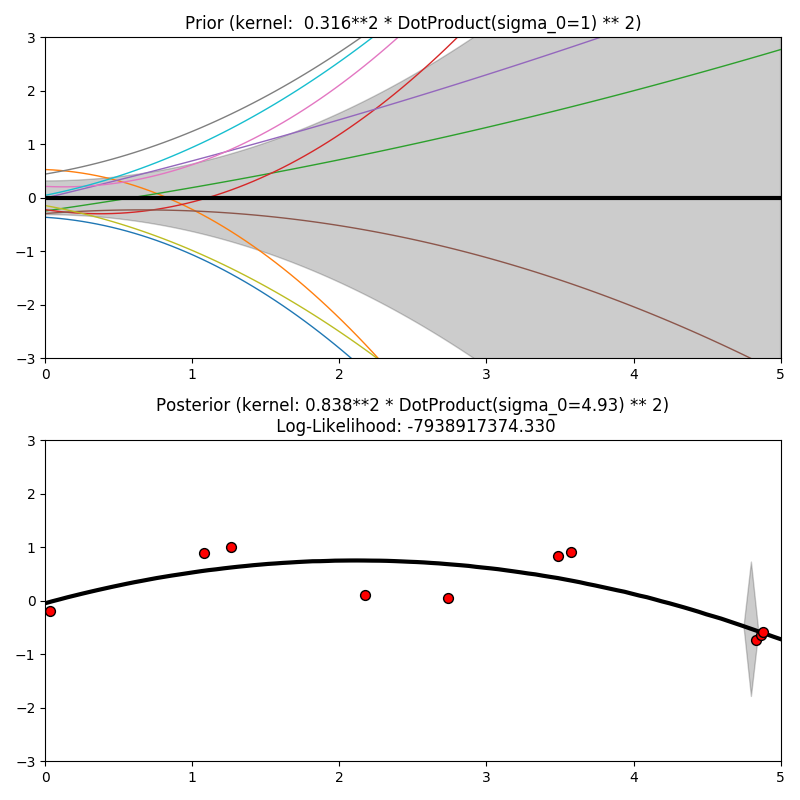 Prior (kernel:  0.316**2 * DotProduct(sigma_0=1) ** 2)
3
2
1
0
−1
−2
−3
0 1 2 3 4 5
Posterior (kernel: 0.838**2 * DotProduct(sigma_0=4.93) ** 2)
Log-Likelihood: -7938917374.330
3
2
1
0
−1
−2
−3
0 1 2 3 4 5